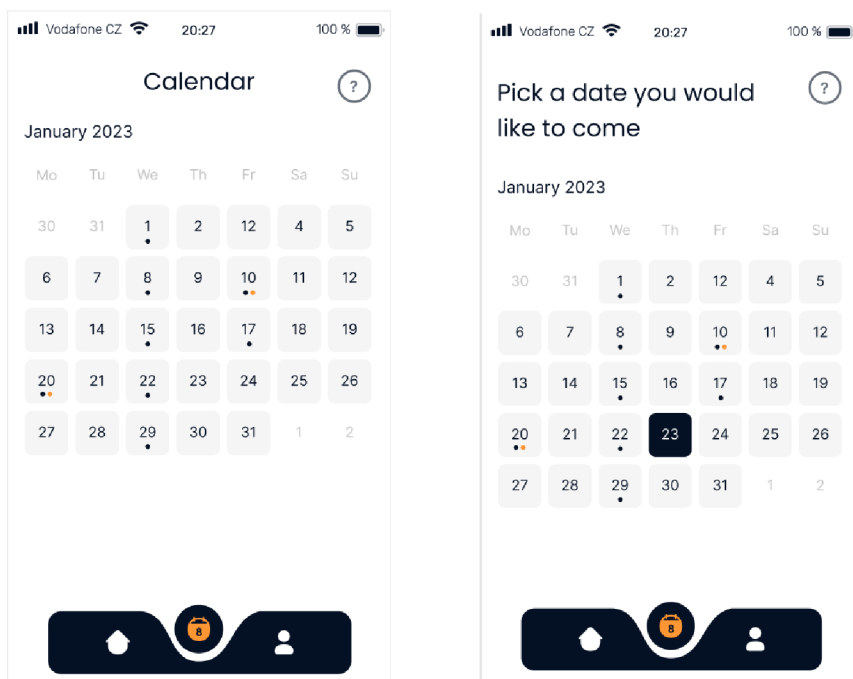 Vodafone CZ 20:27 100 %
Calendar ?
January 2023
Mo Tu We Th Fr Sa Su
30 31 1 2 12 4 5
6 7 8 9 10 11 12
13 14 15 16 17 18 19
20 21 22 23 24 25 26
27 28 29 30 31 1 2
8
Vodafone CZ 20:27 100 %
Pick a date you would ?
like to come
January 2023
Mo Tu We Th Fr Sa Su
30 31 1 2 12 4 5
6 7 8 9 10 11 12
13 14 15 16 17 18 19
20 21 22 23 24 25 26
27 28 29 30 31 1 2
8